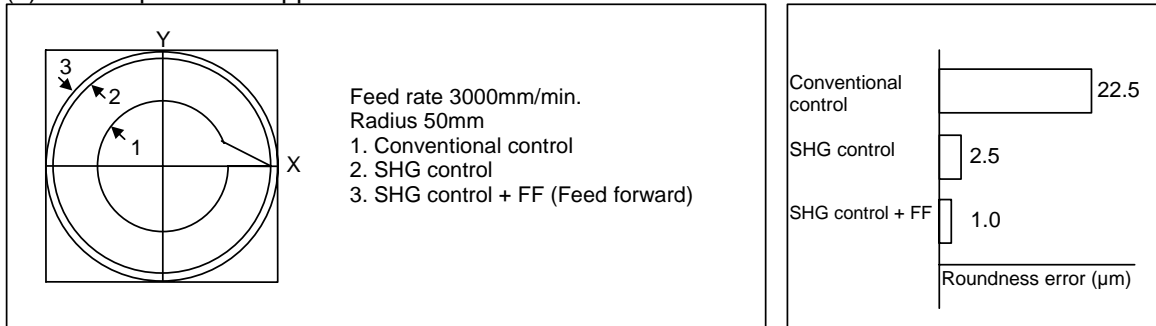 Y
3
2
1
X
Feed rate 3000mm/min.
Radius 50mm
1. Conventional control
2. SHG control
3. SHG control + FF (Feed forward)
Conventional
control
22.5
SHG control
2.5
SHG control + FF
1.0
Roundness error (µm)